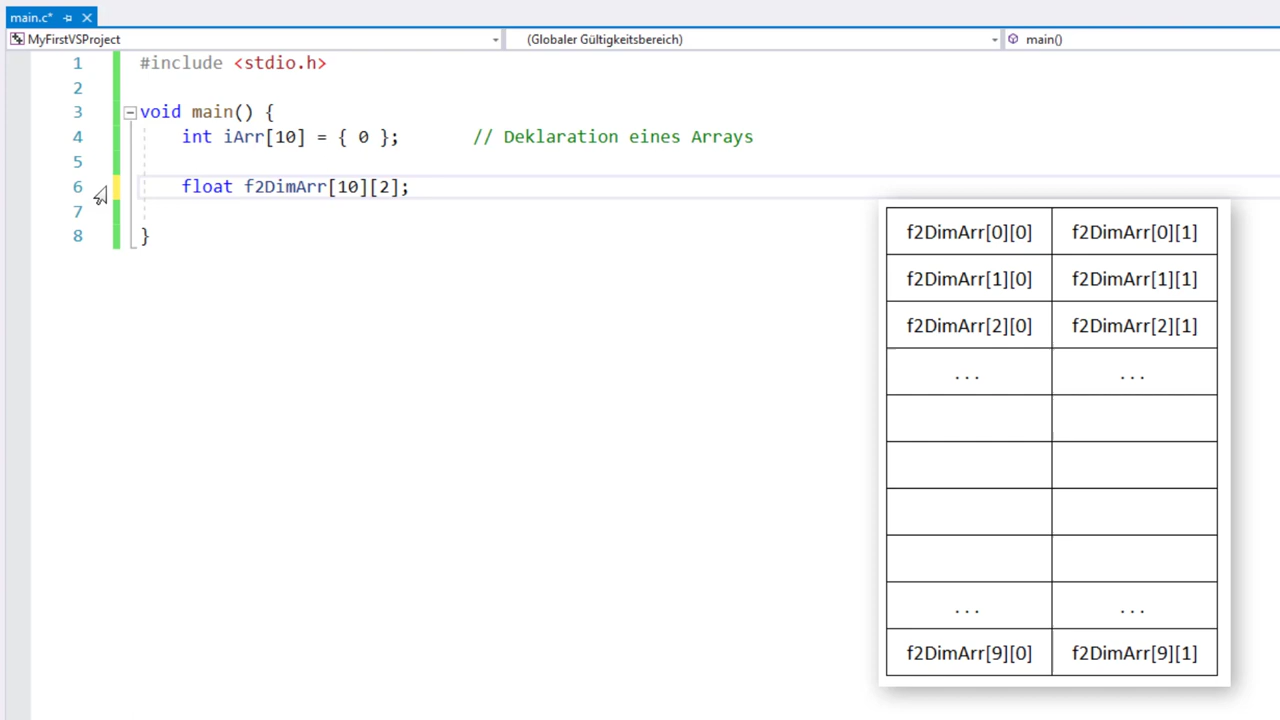 main.c*
MyFirstVSProject (Globaler Gültigkeitsbereich) main()
1 #include <stdio.h>
2
3 void main() {
4 int iArr[10] = { 0 }; // Deklaration eines Arrays
5
6 float f2DimArr[10][2];
7
8 }
f2DimArr[0][0] f2DimArr[0][1]
f2DimArr[1][0] f2DimArr[1][1]
f2DimArr[2][0] f2DimArr[2][1]
... ...
... ...
f2DimArr[9][0] f2DimArr[9][1]